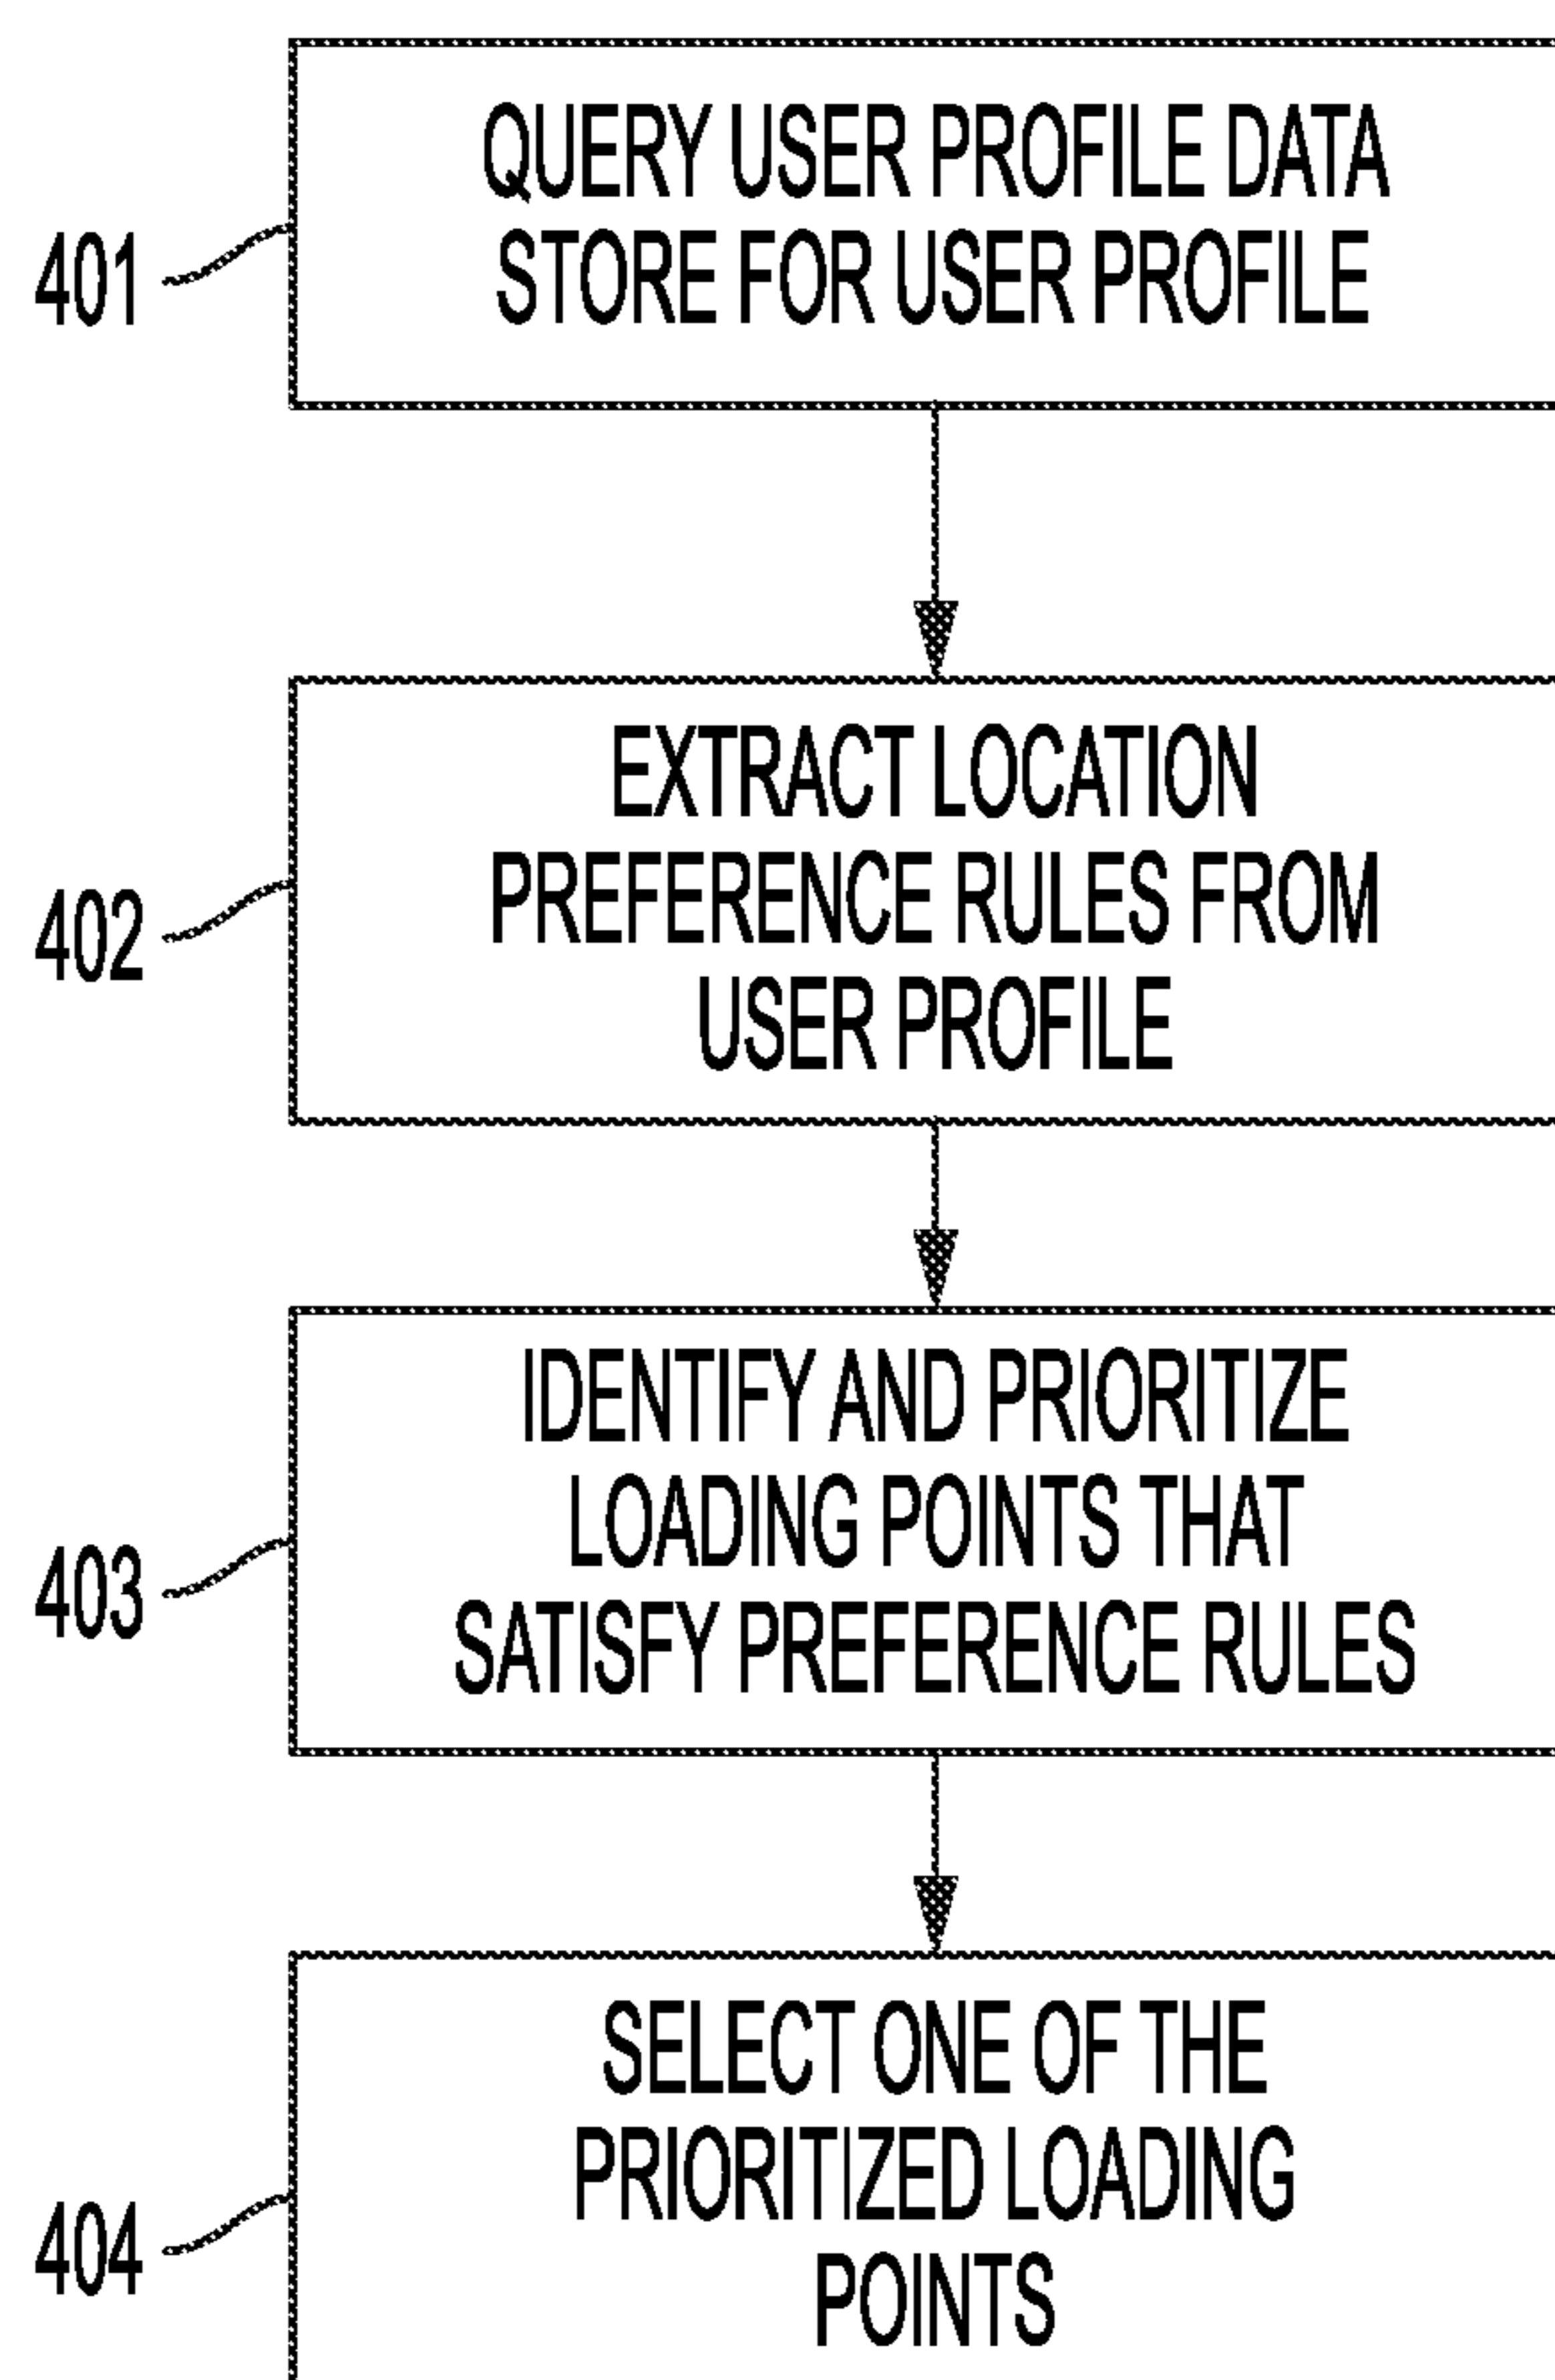 QUERY USER PROFILE DATA
STORE FOR USER PROFILE
401
EXTRACT LOCATION
PREFERENCE RULES FROM
USER PROFILE
402
IDENTIFY AND PRIORITIZE
LOADING POINTS THAT
SATISFY PREFERENCE RULES
403
SELECT ONE OF THE
PRIORITIZED LOADING
POINTS
404